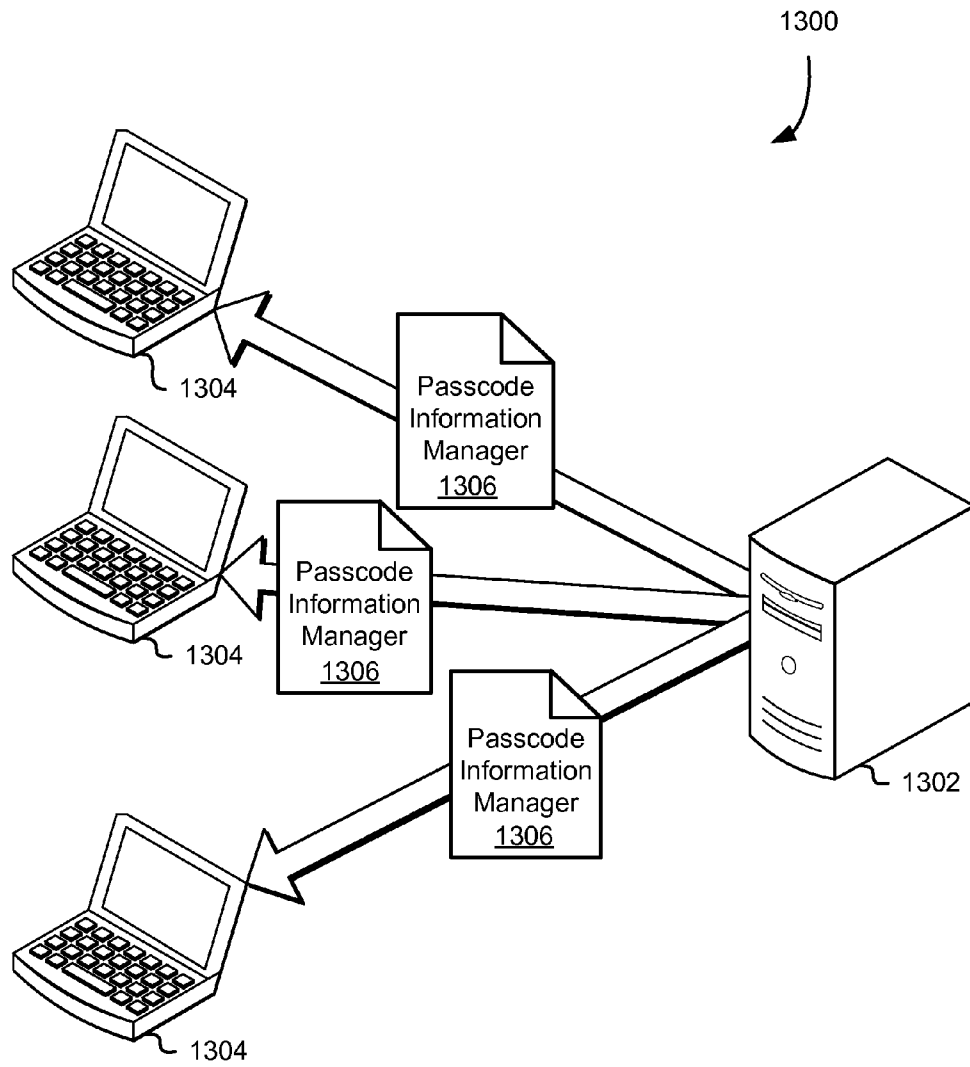 1300
Passcode
Information
Manager
1306
1304
Passcode
Information
Manager
1306
1304
Passcode
Information
Manager
1306
1302
1304